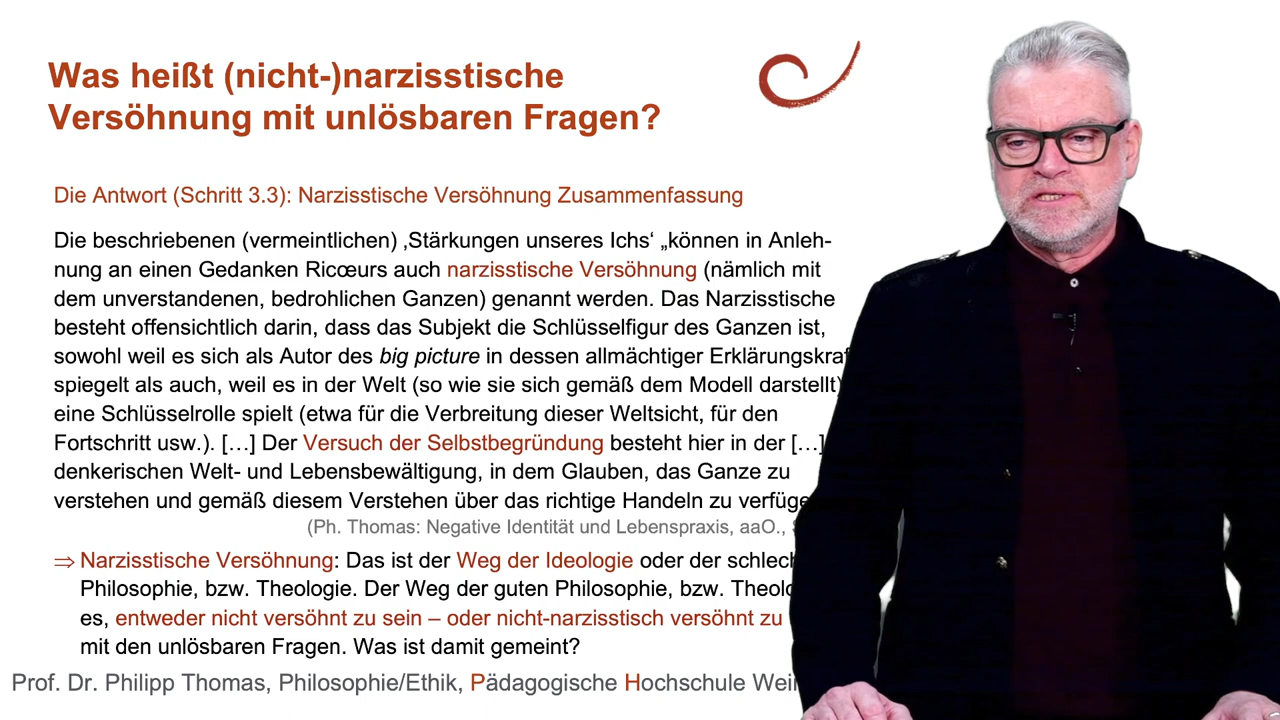 Was heißt (nicht-)narzisstische
Versöhnung mit unlösbaren Fragen?
Die Antwort (Schritt 3.3): Narzisstische Versöhnung Zusammenfassung
Die beschriebenen (vermeintlichen) ‚Stärkungen unseres Ichs‘ „können in Anleh-
nung an einen Gedanken Ricœurs auch narzisstische Versöhnung (nämlich mit
dem unverstandenen, bedrohlichen Ganzen) genannt werden. Das Narzisstische
besteht offensichtlich darin, dass das Subjekt die Schlüsselfigur des Ganzen ist,
sowohl weil es sich als Autor des big picture in dessen allmächtiger Erklärungskraf
spiegelt als auch, weil es in der Welt (so wie sie sich gemäß dem Modell darstellt)
eine Schlüsselrolle spielt (etwa für die Verbreitung dieser Weltsicht, für den
Fortschritt usw.). […] Der Versuch der Selbstbegründung besteht hier in der […]
denkerischen Welt- und Lebensbewältigung, in dem Glauben, das Ganze zu
verstehen und gemäß diesem Verstehen über das richtige Handeln zu verfüge
(Ph. Thomas: Negative Identität und Lebenspraxis, aaO.,
⇒ Narzisstische Versöhnung: Das ist der Weg der Ideologie oder der schlech
Philosophie, bzw. Theologie. Der Weg der guten Philosophie, bzw. Theolo
es, entweder nicht versöhnt zu sein – oder nicht-narzisstisch versöhnt zu
mit den unlösbaren Fragen. Was ist damit gemeint?
Prof. Dr. Philipp Thomas, Philosophie/Ethik, Pädagogische Hochschule Wein